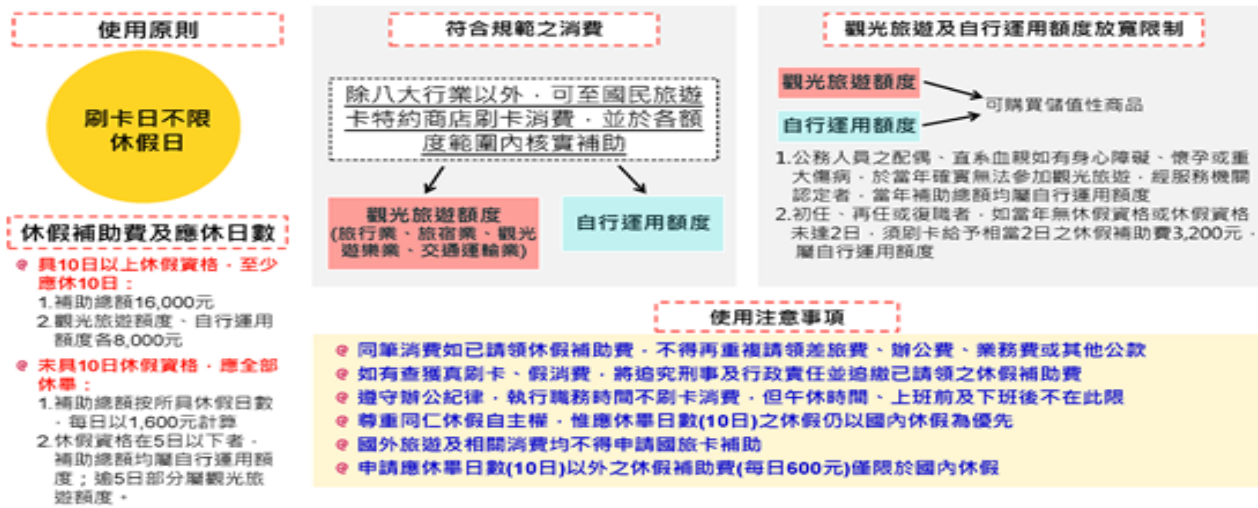 使用原則
刷卡日不限
休假日
休假補助費及應休日數
具10日以上休假資格，至少
應休10日：
1.補助總額16,000元
2.觀光旅遊額度、自行運用
額度各8,000元
未具10日休假資格，應全部
休畢：
1.補助總額按所具休假日數
，每日以1,600元計算
2.休假資格在5日以下者，
補助總額均屬自行運用額
度；逾5日部分屬觀光旅
遊額度。
符合規範之消費
除八大行業以外，可至國民旅遊
卡特約商店刷卡消費，並於各額
度範圍內核實補助
觀光旅遊額度
(旅行業、旅宿業、觀光
遊樂業、交通運輸業)
自行運用額度
觀光旅遊及自行運用額度放寬限制
觀光旅遊額度
自行運用額度
可購買儲值性商品
1.公務人員之配偶、直系血親如有身心障礙、懷孕或重
大傷病，於當年確實無法參加觀光旅遊，經服務機關
認定者，當年補助總額均屬自行運用額度
2.初任、再任或復職者，如當年無休假資格或休假資格
未達2日，須刷卡給予相當2日之休假補助費3,200元，
屬自行運用額度
使用注意事項
同筆消費如已請領休假補助費，不得再重複請領差旅費、辦公費、業務費或其他公款
如有查獲真刷卡、假消費，將追究刑事及行政責任並追繳已請領之休假補助費
遵守辦公紀律，執行職務時間不刷卡消費，但午休時間、上班前及下班後不在此限
尊重同仁休假自主權，惟應休畢日數(10日)之休假仍以國內休假為優先
國外旅遊及相關消費均不得申請國旅卡補助
申請應休畢日數(10日)以外之休假補助費(每日600元)僅限於國內休假